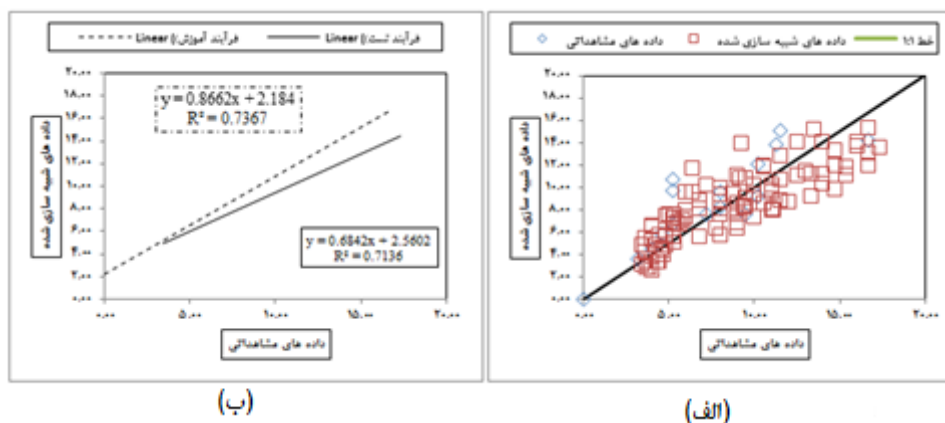 خط ۱:۱
داده های شبیه سازی شده
داده های مشاهداتی
۲۰.۰۰
۱۸.۰۰
۱۶.۰۰
۱۴.۰۰
۱۲.۰۰
۱۰.۰۰
۸.۰۰
۶.۰۰
۴.۰۰
۲.۰۰
۰.۰۰
داده های شبیه سازی شده
۰.۰۰
۵.۰۰
۱۰.۰۰
۱۵.۰۰
۲۰.۰۰
داده های مشاهداتی
(الف)
Linear (فرآیند تست)
Linear (فرآیند آموزش)
y = 0.8662x + 2.184
R² = 0.7367
y = 0.6842x + 2.5602
R² = 0.7136
۲۰.۰۰
۱۸.۰۰
۱۶.۰۰
۱۴.۰۰
۱۲.۰۰
۱۰.۰۰
۸.۰۰
۶.۰۰
۴.۰۰
۲.۰۰
۰.۰۰
داده های شبیه سازی شده
۰.۰۰
۵.۰۰
۱۰.۰۰
۱۵.۰۰
۲۰.۰۰
داده های مشاهداتی
(ب)